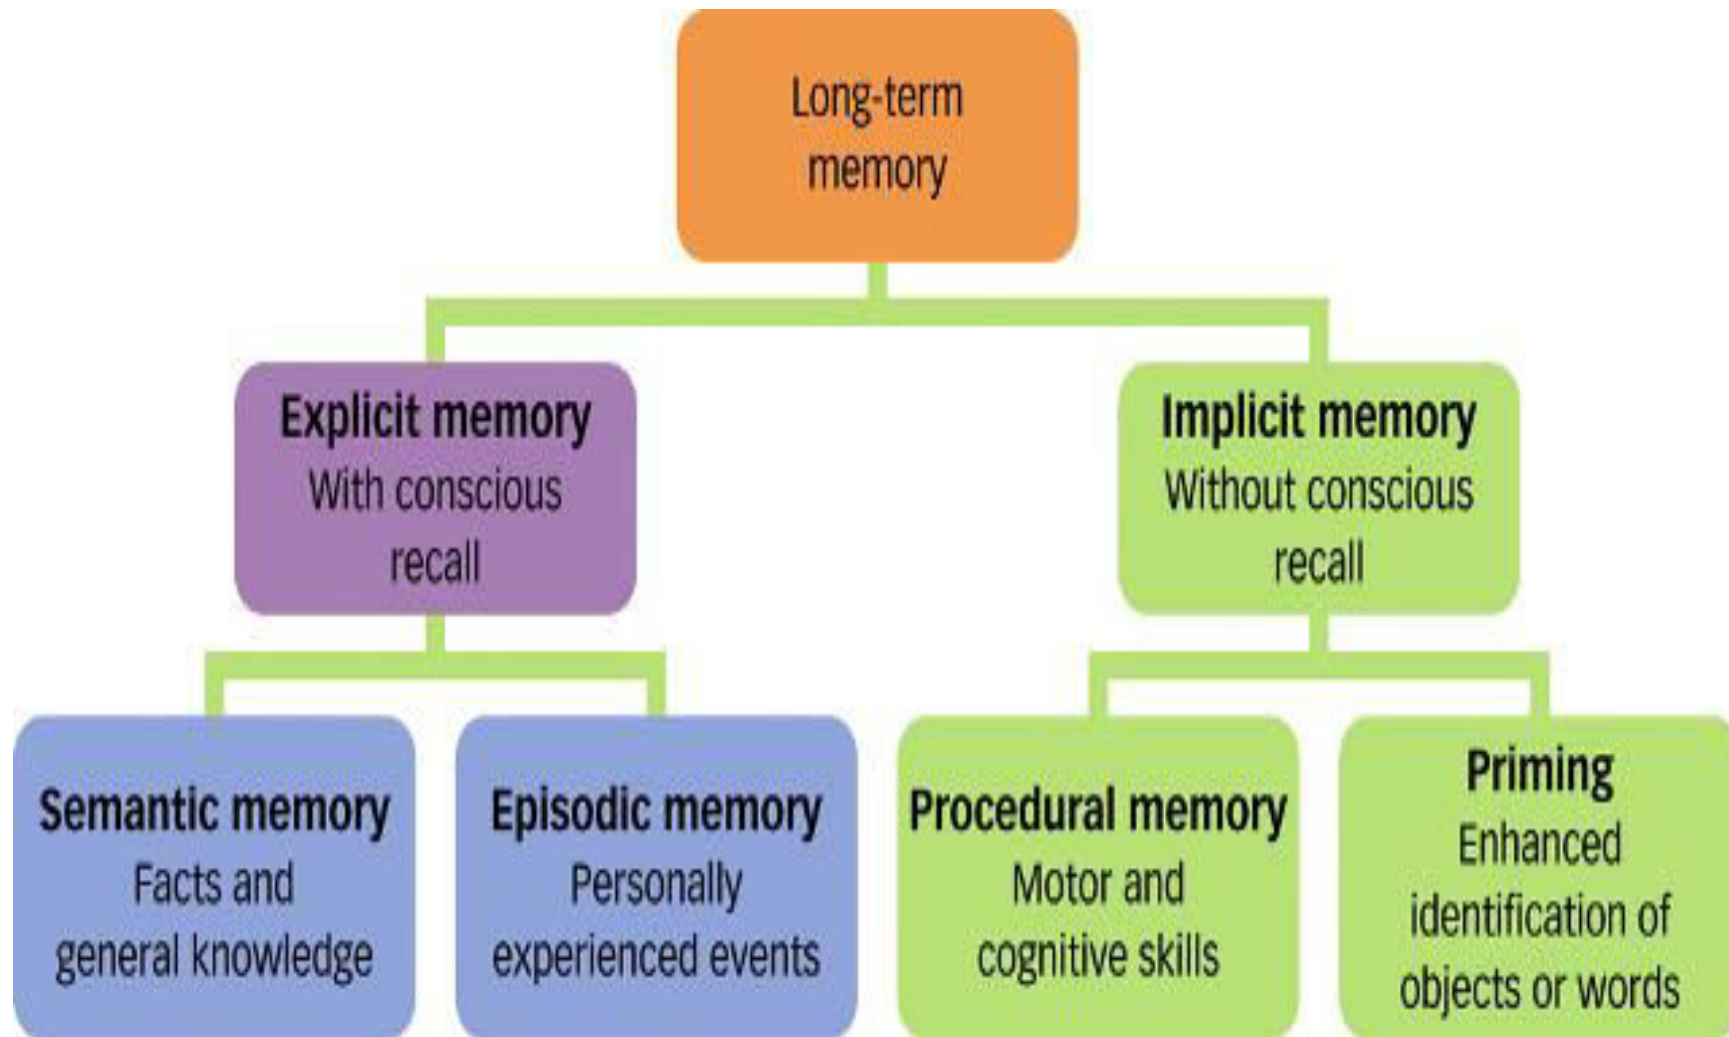 Long-term
memory
Explicit memory
With conscious
recall
Implicit memory
Without conscious
recall
Semantic memory
Facts and
general knowledge
Episodic memory
Personally
experienced events
Procedural memory
Motor and
cognitive skills
Priming
Enhanced
identification of
objects or words